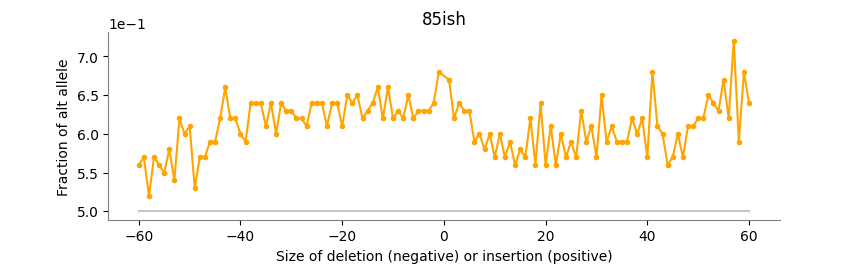 85ish
1e−1
7.0
6.5
6.0
5.5
5.0
Fraction of alt allele
−60 −40 −20 0 20 40 60
Size of deletion (negative) or insertion (positive)